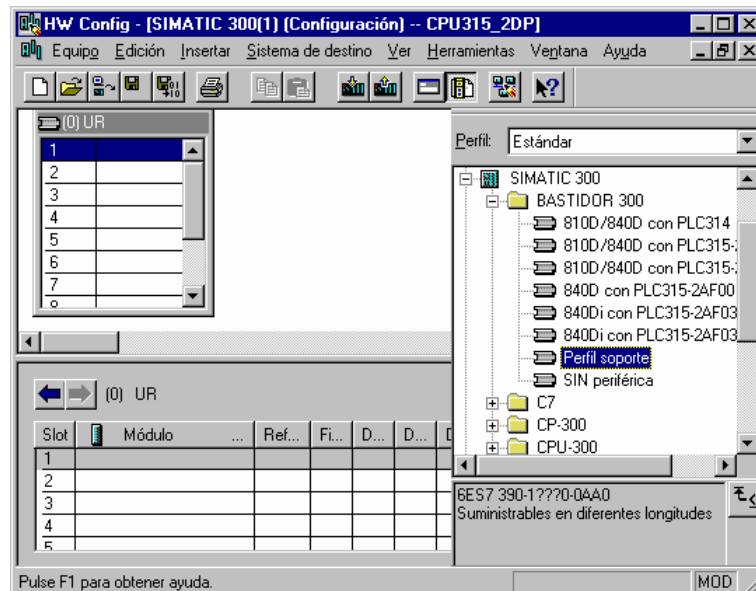 HW Config - [SIMATIC 300(1) (Configuración) -- CPU315_2DP]
Equipo Edición Insertar Sistema de destino Ver Herramientas Ventana Ayuda
(0) UR
1
2
3
4
5
6
7
Perfil: Estándar
SIMATIC 300
BASTIDOR 300
810D/840D con PLC314
810D/840D con PLC315-
810D/840D con PLC315-
840D con PLC315-2AF00
840Di con PLC315-2AF03
840Di con PLC315-2AF03
Perfil soporte
SIN periférica
C7
CP-300
CPU-300
(0) UR
Slot Módulo ... Ref... Fi... D... D...
1
2
3
4
5
6ES7 390-1???0-0AA0
Suministrables en diferentes longitudes
Pulse F1 para obtener ayuda. MOD